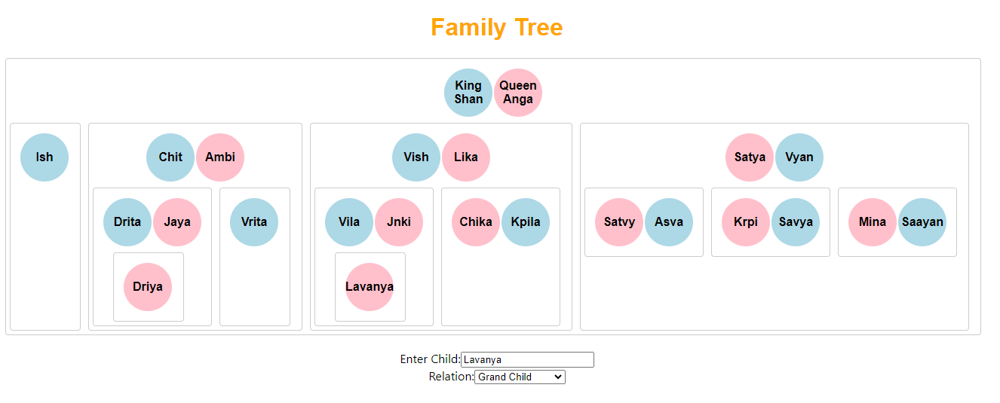 Family Tree
King Shan
Queen Anga
Ish
Chit
Ambi
Vish
Lika
Satya
Vyan
Drita
Jaya
Vrita
Vila
Jnki
Chika
Kpila
Satvy
Asva
Krpi
Savya
Mina
Saayan
Driya
Lavanya
Enter Child: Lavanya
Relation: Grand Child